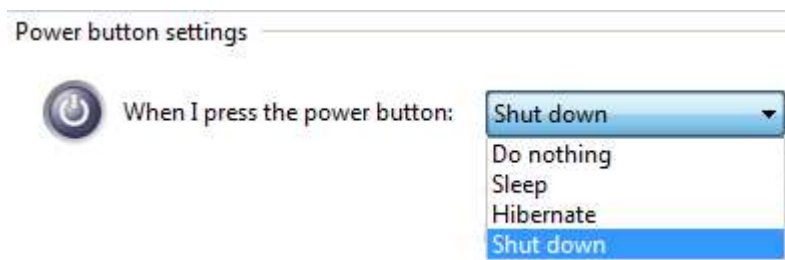 Power button settings
When I press the power button: Shut down
Do nothing
Sleep
Hibernate
Shut down